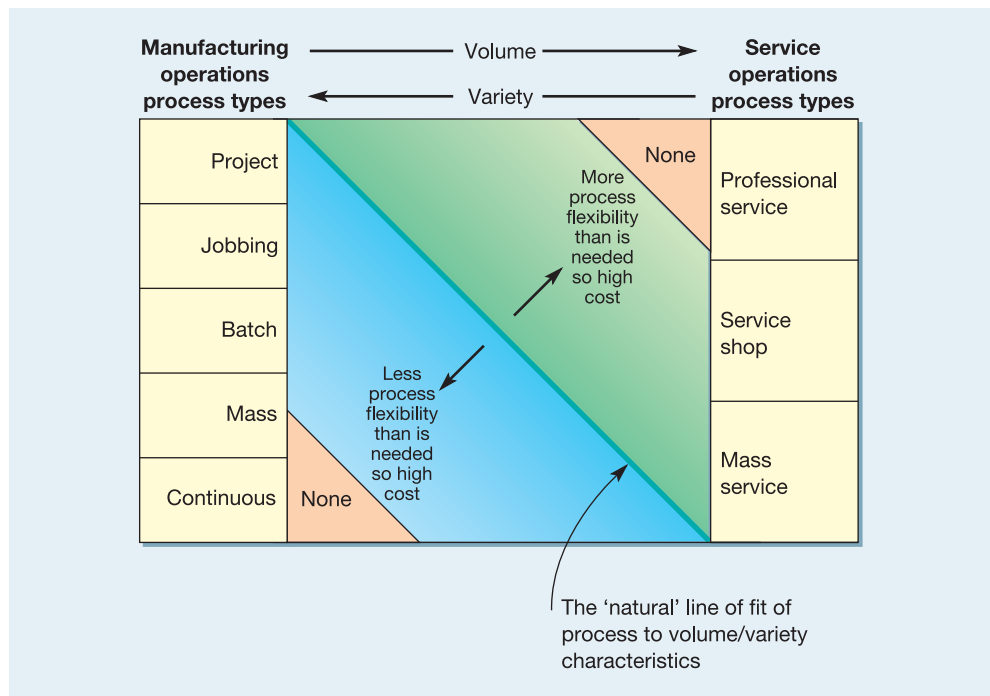 Manufacturing
operations
process types
Volume
Variety
Service
operations
process types
Project
Jobbing
Batch
Mass
Continuous
None
More
process
flexibility
than is
needed
so high
cost
Less
process
flexibility
than is
needed
so high
cost
None
Professional
service
Service
shop
Mass
service
The ‘natural’ line of fit of
process to volume/variety
characteristics